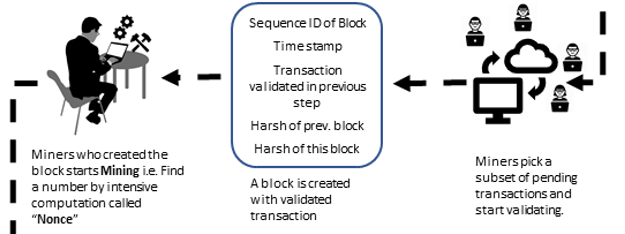 Sequence ID of Block
Time stamp
Transaction
validated in previous
step
Harsh of prev. block
Harsh of this block
Miners who created the
block starts Mining i.e. Find
a number by intensive
computation called
“Nonce”
A block is created
with validated
transaction
Miners pick a
subset of pending
transactions and
start validating.